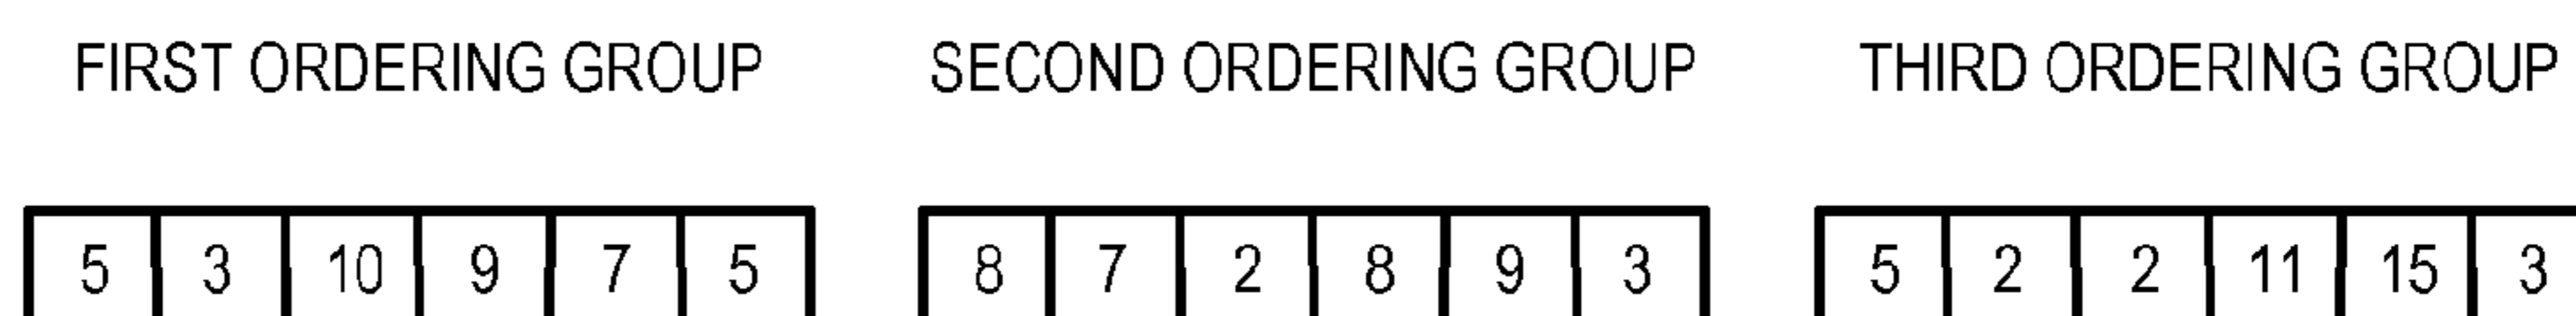 FIRST ORDERING GROUP SECOND ORDERING GROUP THIRD ORDERING GROUP
5 3 10 9 7 5 8 7 2 8 9 3 5 2 2 11 15 3